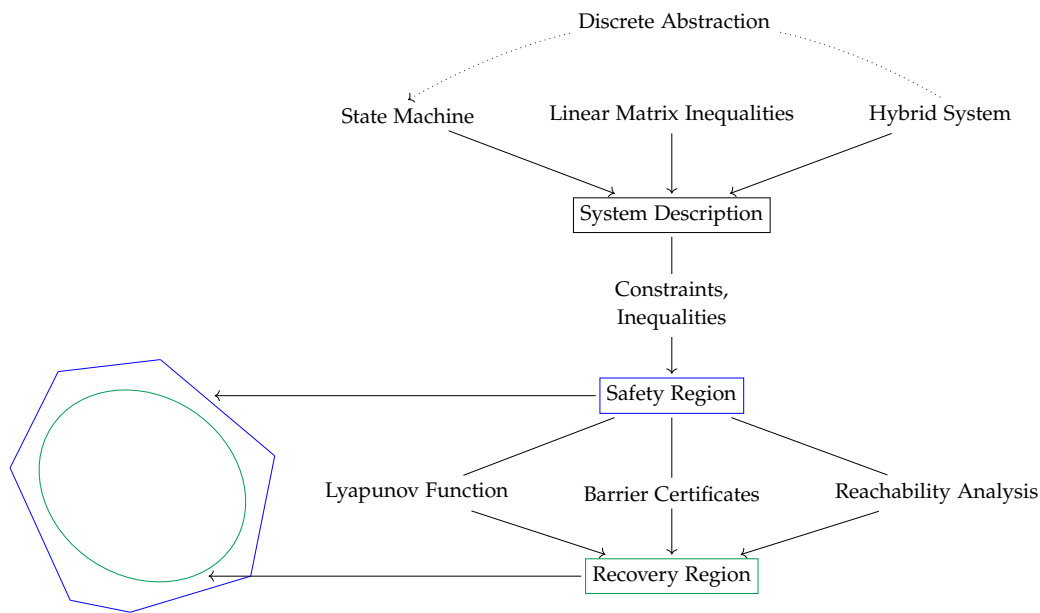 Discrete Abstraction
State Machine
Linear Matrix Inequalities
Hybrid System
System Description
Constraints,
Inequalities
Safety Region
Lyapunov Function
Barrier Certificates
Reachability Analysis
Recovery Region